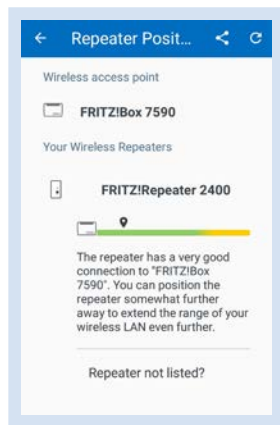 Repeater Posit...
Wireless access point
FRITZ!Box 7590
Your Wireless Repeaters
FRITZ!Repeater 2400
The repeater has a very good
connection to "FRITZ!Box
7590". You can position the
repeater somewhat further
away to extend the range of your
wireless LAN even further.
Repeater not listed?